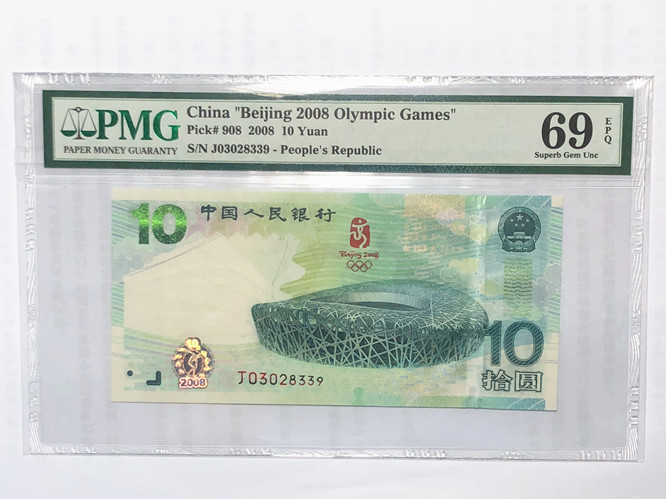 PMG
PAPER MONEY GUARANTY
China "Beijing 2008 Olympic Games"
Pick# 908 2008 10 Yuan
S/N J03028339 - People's Republic
69
EPQ
Superb Gem Unc
10
中国人民银行
Beijing 2008
2008
J03028339
10
拾圆